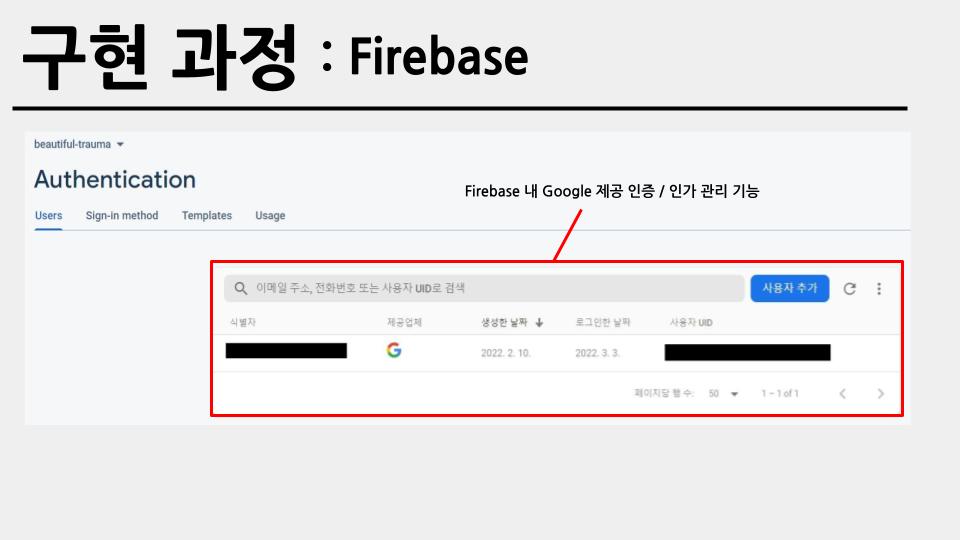 구현 과정 : Firebase
beautiful-trauma
Authentication
Firebase 내 Google 제공 인증 / 인가 관리 기능
Users Sign-in method Templates Usage
이메일 주소, 전화번호 또는 사용자 UID로 검색 사용자 추가
식별자 제공업체 생성한 날짜 로그인한 날짜 사용자 UID
2022. 2. 10. 2022. 3. 3.
페이지당 행 수: 50 1 – 1 of 1